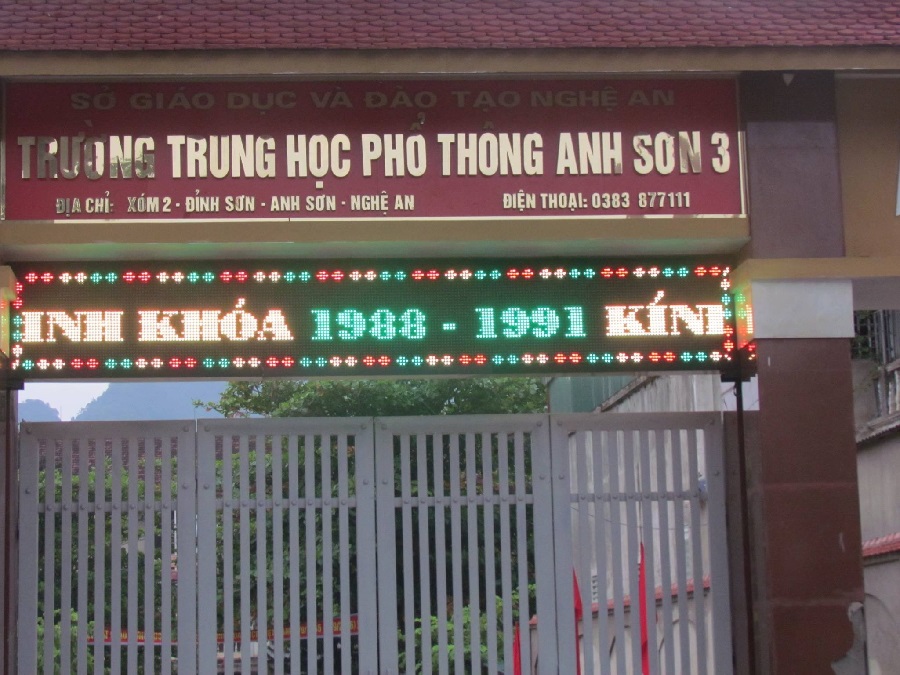 SỞ GIÁO DỤC VÀ ĐÀO TẠO NGHỆ AN
TRƯỜNG TRUNG HỌC PHỔ THÔNG ANH SƠN 3
ĐỊA CHỈ: XÓM 2 - ĐỈNH SƠN - ANH SƠN - NGHỆ AN ĐIỆN THOẠI: 0383 877111
INH KHÓA 1988 - 1991 KÍN